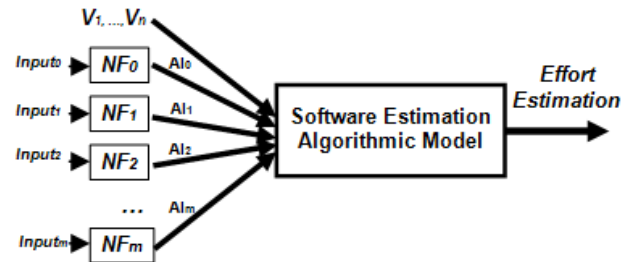 V₁, ...,Vₙ
Input₀ NF₀ AI₀
Input₁ NF₁ AI₁
Input₂ NF₂ AI₂
... AIₘ
Inputₘ NFₘ
Software Estimation
Algorithmic Model
Effort
Estimation